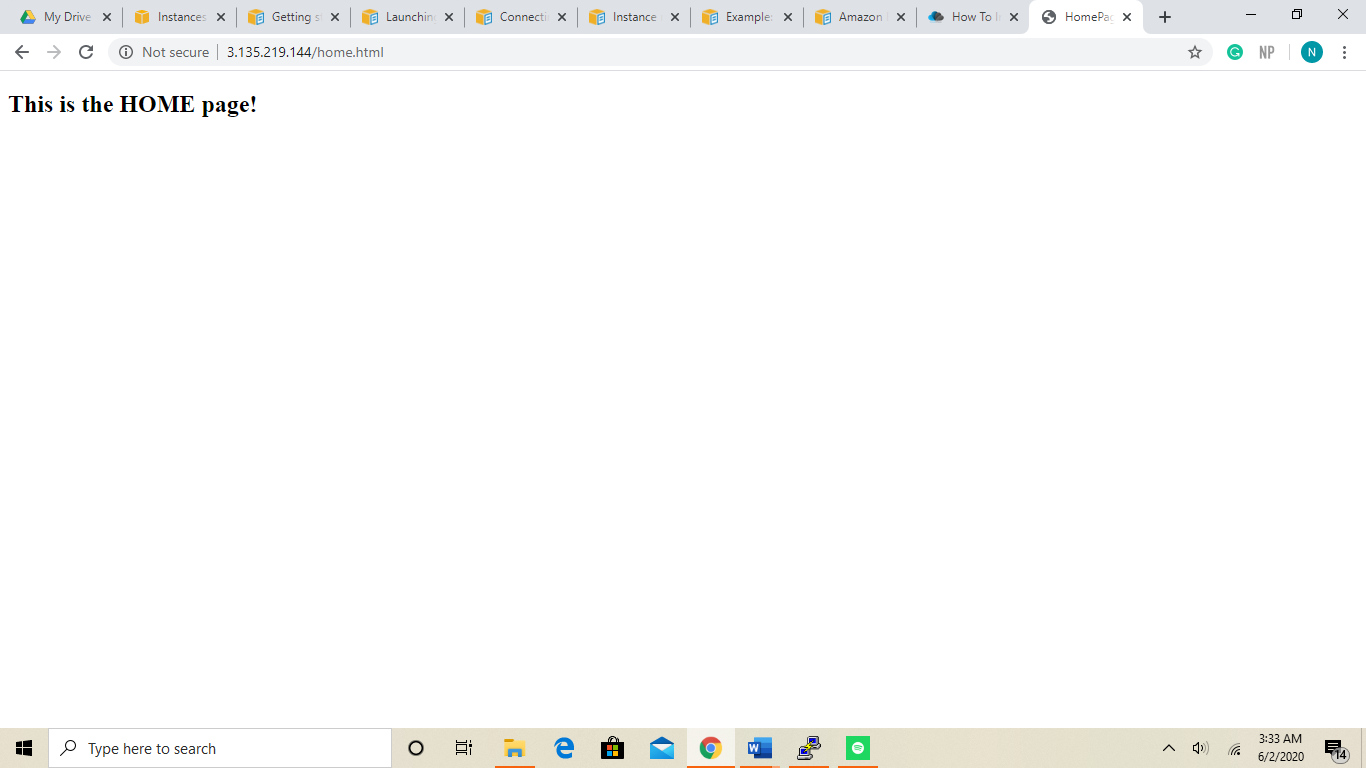 My Drive
Instances
Getting s
Launching
Connecti
Instance
Example:
Amazon
How To I
HomePag
Not secure
3.135.219.144/home.html
NP
N
This is the HOME page!
Type here to search
W
3:33 AM
6/2/2020
14